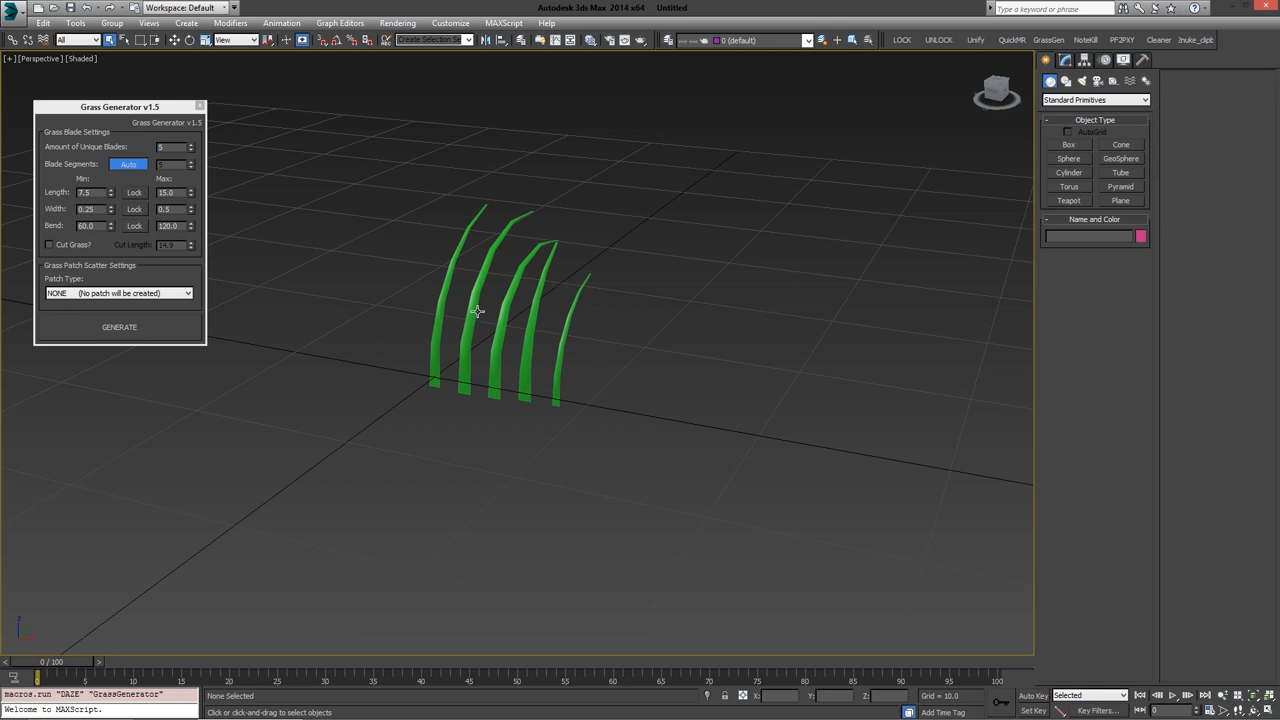 Workspace: Default
Autodesk 3ds Max 2014 x64 Untitled
Type a keyword or phrase
Edit Tools Group Views Create Modifiers Animation Graph Editors Rendering Customize MAXScript Help
All
View
Create Selection Se
0 (default)
LOCK UNLOCK Unify QuickMR GrassGen NoteKill PF2PXY Cleaner
[+] [Perspective] [Shaded]
Grass Generator v1.5
Grass Generator v1.5
Grass Blade Settings
Amount of Unique Blades: 5
Blade Segments: Auto 5
Min: Max:
Length: 7.5 Lock 15.0
Width: 0.25 Lock 0.5
Bend: 60.0 Lock 120.0
Cut Grass? Cut Length: 14.9
Grass Patch Scatter Settings
Patch Type:
NONE (No patch will be created)
GENERATE
Standard Primitives
- Object Type
AutoGrid
Box Cone
Sphere GeoSphere
Cylinder Tube
Torus Pyramid
Teapot Plane
- Name and Color
z
< 0 / 100 >
0 5 10 15 20 25 30 35 40 45 50 55 60 65 70 75 80 85 90 95 100
macros.run "DAZE" "GrassGenerator"
Welcome to MAXScript.
None Selected
Click or click-and-drag to select objects
X: Y: Z:
Grid = 10.0
Add Time Tag
Auto Key Selected
Set Key Key Filters...
0